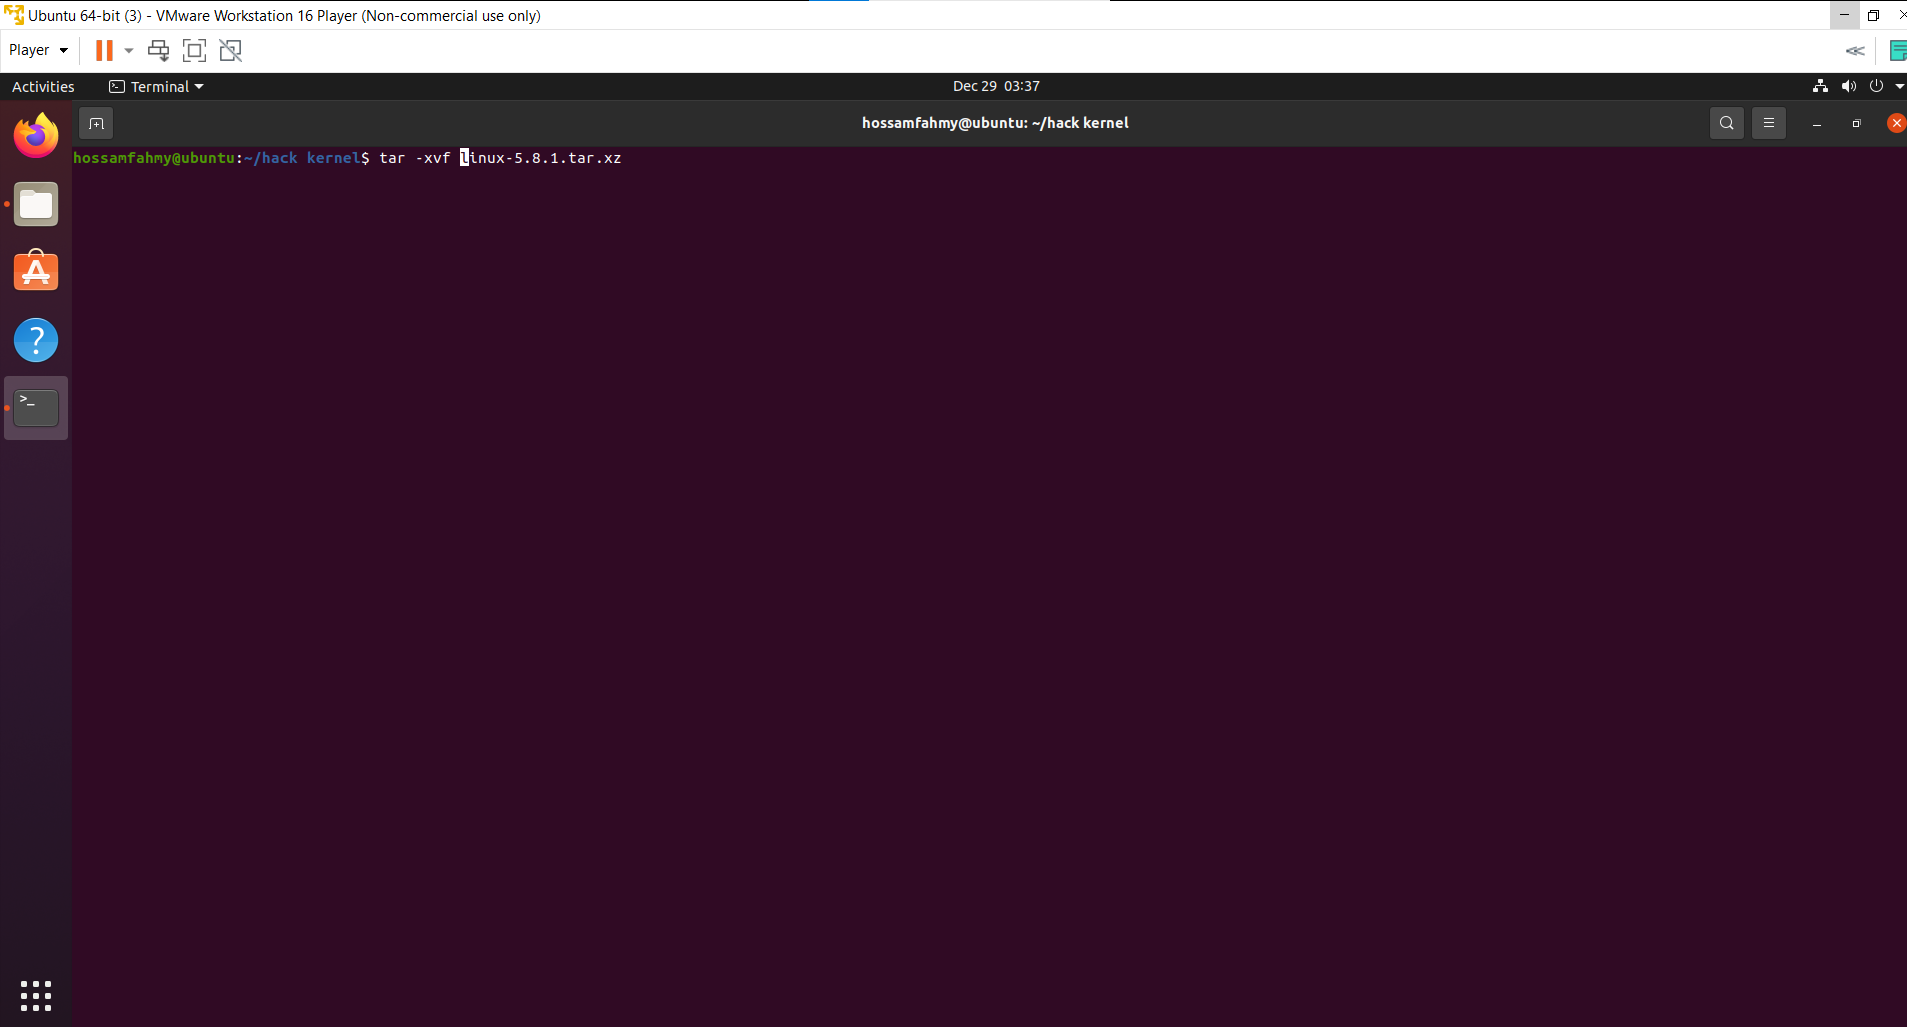 Ubuntu 64-bit (3) - VMware Workstation 16 Player (Non-commercial use only)
Player
Activities Terminal Dec 29 03:37
hossamfahmy@ubuntu: ~/hack kernel
hossamfahmy@ubuntu:~/hack kernel$ tar -xvf linux-5.8.1.tar.xz